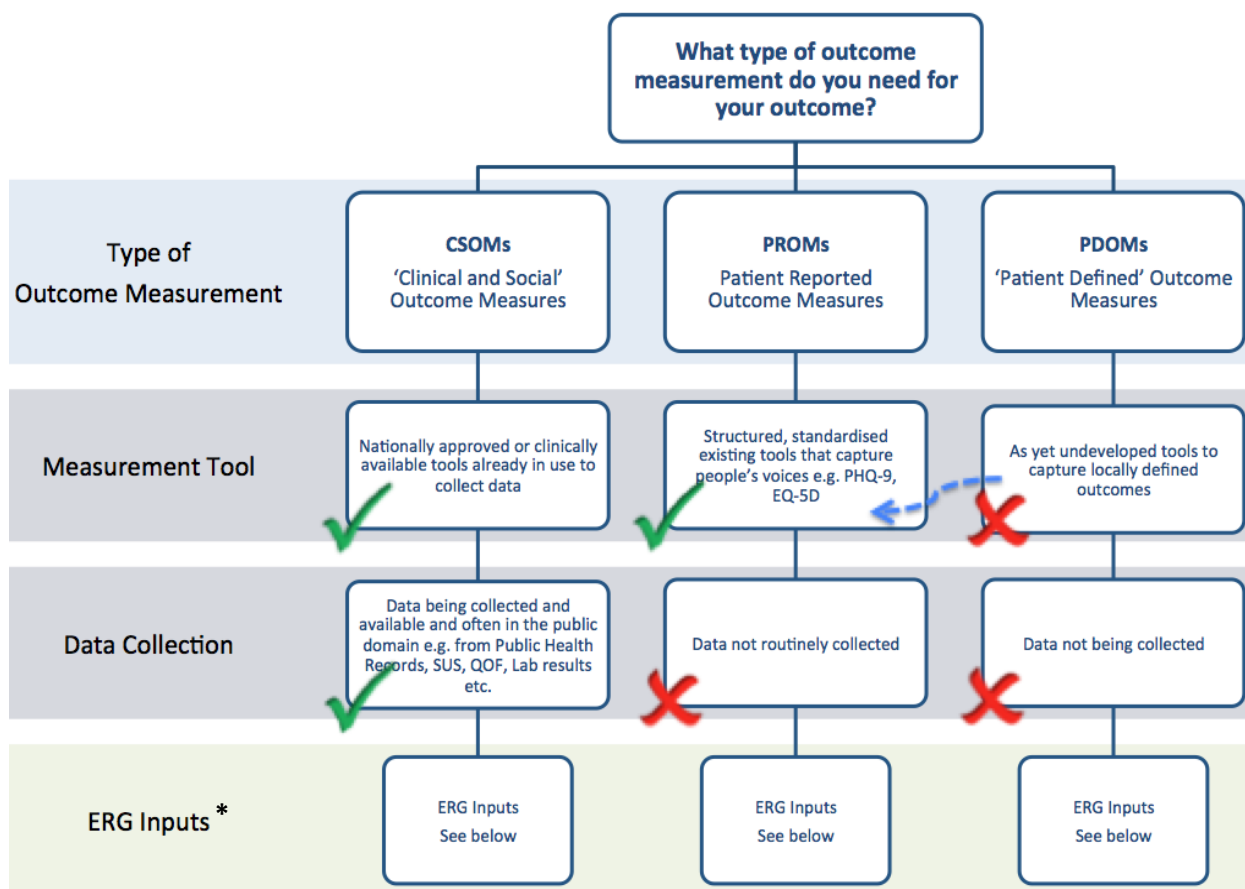 What type of outcome
measurement do you need for
your outcome?
Type of
Outcome Measurement
CSOMs
‘Clinical and Social’
Outcome Measures
PROMs
Patient Reported
Outcome Measures
PDOMs
‘Patient Defined’ Outcome
Measures
Measurement Tool
Nationally approved or clinically
available tools already in use to
collect data
Structured, standardised
existing tools that capture
people’s voices e.g. PHQ-9,
EQ-5D
As yet undeveloped tools to
capture locally defined
outcomes
Data Collection
Data being collected and
available and often in the public
domain e.g. from Public Health
Records, SUS, QOF, Lab results
etc.
Data not routinely collected
Data not being collected
ERG Inputs *
ERG Inputs
See below
ERG Inputs
See below
ERG Inputs
See below